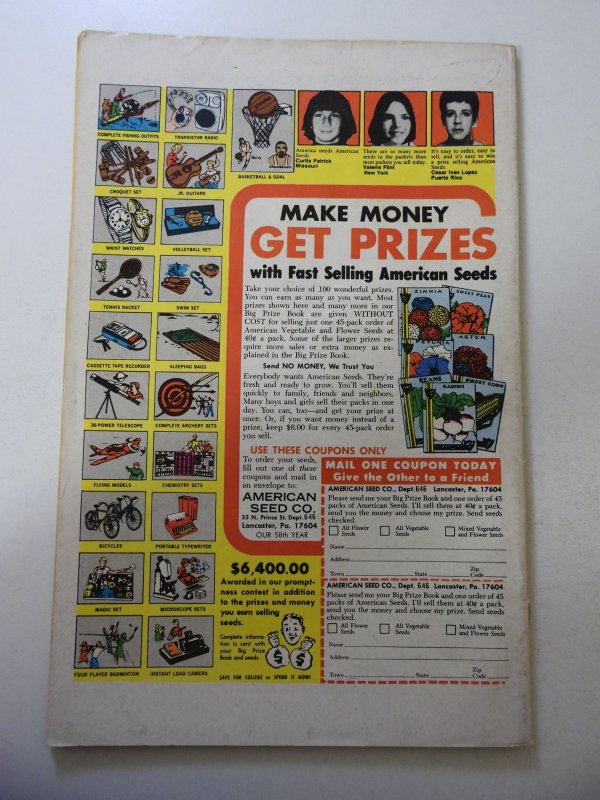 COMPLETE FISHING OUTFITS
TRANSISTOR RADIO
CROQUET SET
JR. GUITARS
BASKETBALL & GOAL
WRIST WATCHES
VOLLEYBALL SET
TENNIS RACKET
SWIM SET
CASSETTE TAPE RECORDER
SLEEPING BAGS
30-POWER TELESCOPE
COMPLETE ARCHERY SETS
FLYING MODELS
CHEMISTRY SETS
BICYCLES
PORTABLE TYPEWRITER
MAGIC SET
MICROSCOPE SETS
FOUR PLAYER BADMINTON
INSTANT LOAD CAMERA
America needs American
Seeds
Curtis Patrick
Missouri
There are so many more
seeds in the packets than
most packets you sell today.
Valerie Flint
New York
It's easy to order, easy to
sell, and it's easy to win
a prize selling American
Seeds.
Cesar Ivan Lopez
Puerto Rico
MAKE MONEY
GET PRIZES
with Fast Selling American Seeds
Take your choice of 100 wonderful prizes.
You can earn as many as you want. Most
prizes shown here and many more in our
Big Prize Book are given WITHOUT
COST for selling just one 45-pack order of
American Vegetable and Flower Seeds at
40¢ a pack. Some of the larger prizes re-
quire more sales or extra money as ex-
plained in the Big Prize Book.
Send NO MONEY, We Trust You
Everybody wants American Seeds. They're
fresh and ready to grow. You'll sell them
quickly to family, friends and neighbors.
Many boys and girls sell their packs in one
day. You can, too—and get your prize at
once. Or, if you want money instead of a
prize, keep $6.00 for every 45-pack order
you sell.
ZINNIA
SWEET PEAS
PETUNIA
ASTER
BEANS
RADISH
SWEET CORN
USE THESE COUPONS ONLY
To order your seeds,
fill out one of these
coupons and mail in
an envelope to:
AMERICAN
SEED CO.
35 N. Prince St. Dept. 646
Lancaster, Pa. 17604
OUR 58th YEAR
$6,400.00
Awarded in our prompt-
ness contest in addition
to the prizes and money
you earn selling
seeds.
Complete informa-
tion is sent with
your Big Prize
Book and seeds.
$ $
SAVE FOR COLLEGE or SPEND IT NOW!
MAIL ONE COUPON TODAY
Give the Other to a Friend
AMERICAN SEED CO., Dept. 646 Lancaster, Pa. 17604
Please send me your Big Prize Book and one order of 45
packs of American Seeds. I'll sell them at 40¢ a pack,
send you the money and choose my prize. Send seeds
checked.
All Flower
Seeds
All Vegetable
Seeds
Mixed Vegetable
and Flower Seeds
Name
Address
Town State Zip Code
AMERICAN SEED CO., Dept. 646 Lancaster, Pa. 17604
Please send me your Big Prize Book and one order of 45
packs of American Seeds. I'll sell them at 40¢ a pack,
send you the money and choose my prize. Send seeds
checked.
All Flower
Seeds
All Vegetable
Seeds
Mixed Vegetable
and Flower Seeds
Name
Address
Town State Zip Code